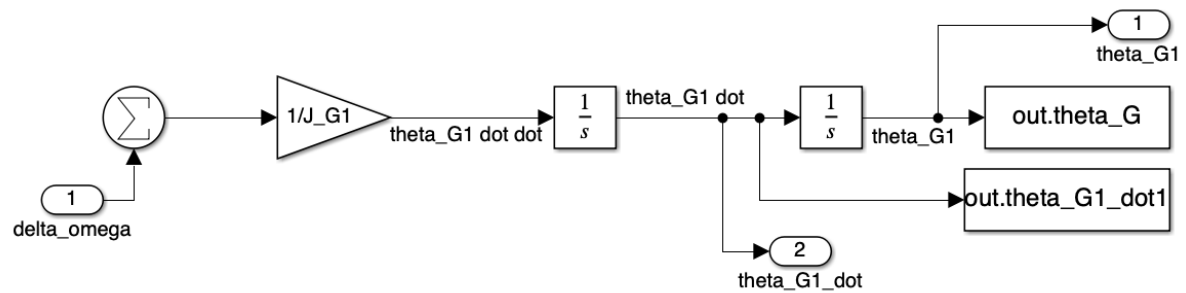 1
theta_G1
1/J_G1
theta_G1 dot dot
1
s
theta_G1 dot
1
s
theta_G1
out.theta_G
out.theta_G1_dot1
1
delta_omega
2
theta_G1_dot